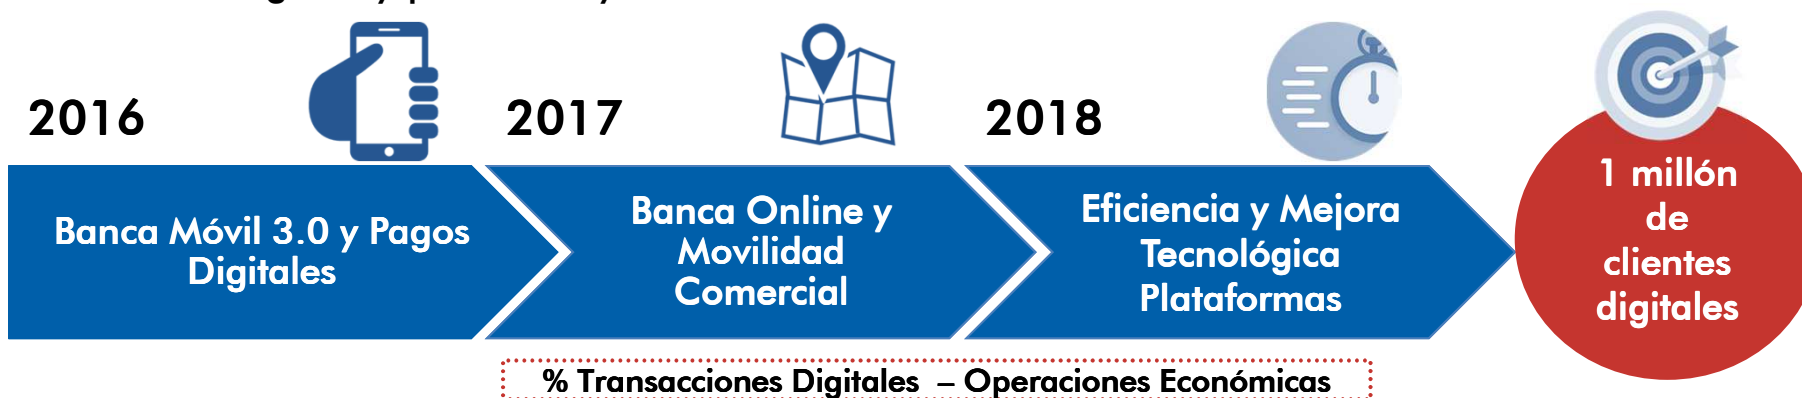 2016
2017
2018
Banca Móvil 3.0 y Pagos
Digitales
Banca Online y
Movilidad
Comercial
Eficiencia y Mejora
Tecnológica
Plataformas
1 millón
de
clientes
digitales
% Transacciones Digitales – Operaciones Económicas